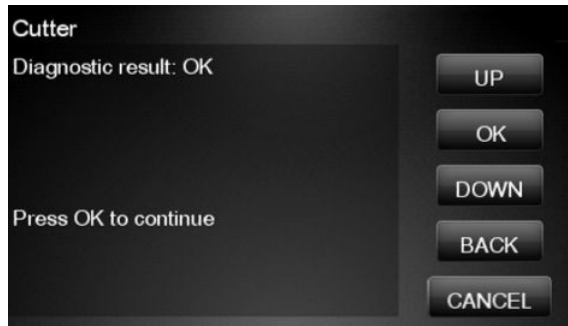 Cutter
Diagnostic result: OK
UP
OK
DOWN
Press OK to continue
BACK
CANCEL